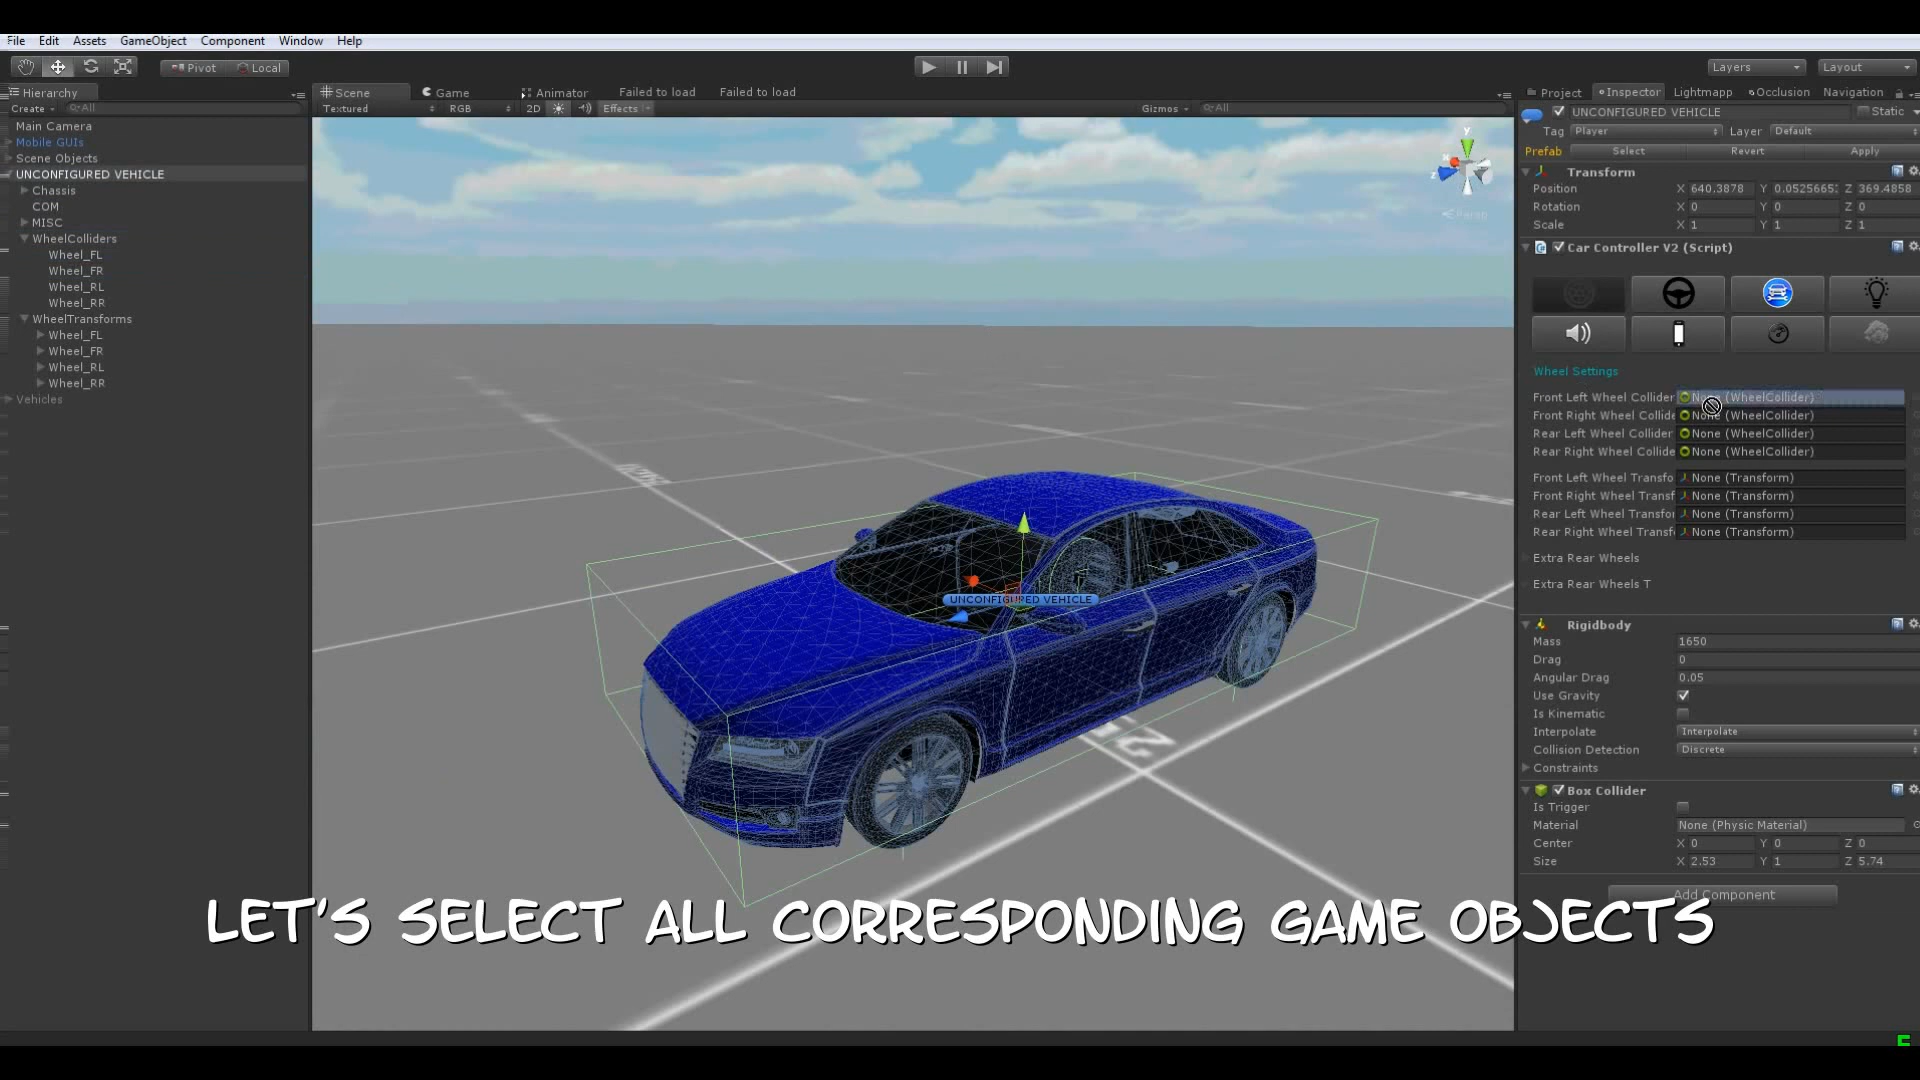 File Edit Assets GameObject Component Window Help
Pivot Local Layers Layout
Hierarchy
Create All
Main Camera
Mobile GUIs
Scene Objects
UNCONFIGURED VEHICLE
Chassis
COM
MISC
WheelColliders
Wheel_FL
Wheel_FR
Wheel_RL
Wheel_RR
WheelTransforms
Wheel_FL
Wheel_FR
Wheel_RL
Wheel_RR
Vehicles
Scene Game Animator Failed to load Failed to load
Textured RGB 2D Effects Gizmos All
y
x
z
Persp
UNCONFIGURED VEHICLE
LET'S SELECT ALL CORRESPONDING GAME OBJECTS
Project Inspector Lightmapp Occlusion Navigation
UNCONFIGURED VEHICLE Static
Tag Player Layer Default
Prefab Select Revert Apply
Transform
Position X 640.3878 Y 0.0525665 Z 369.4858
Rotation X 0 Y 0 Z 0
Scale X 1 Y 1 Z 1
Car Controller V2 (Script)
Wheel Settings
Front Left Wheel Collider None (WheelCollider)
Front Right Wheel Collide None (WheelCollider)
Rear Left Wheel Collider None (WheelCollider)
Rear Right Wheel Collide None (WheelCollider)
Front Left Wheel Transfo None (Transform)
Front Right Wheel Transf None (Transform)
Rear Left Wheel Transfor None (Transform)
Rear Right Wheel Transf None (Transform)
Extra Rear Wheels
Extra Rear Wheels T
Rigidbody
Mass 1650
Drag 0
Angular Drag 0.05
Use Gravity
Is Kinematic
Interpolate Interpolate
Collision Detection Discrete
Constraints
Box Collider
Is Trigger
Material None (Physic Material)
Center X 0 Y 0 Z 0
Size X 2.53 Y 1 Z 5.74
Add Component